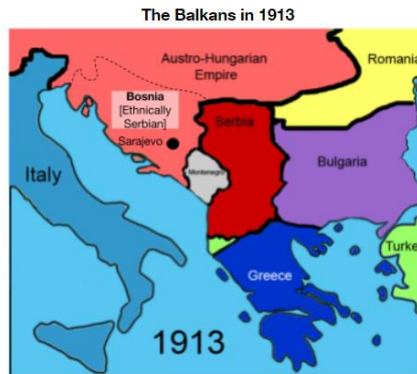 The Balkans in 1913
Austro-Hungarian
Empire
Romania
Bosnia
[Ethnically
Serbian]
Sarajevo
Serbia
Montenegro
Bulgaria
Italy
Turke
Greece
1913